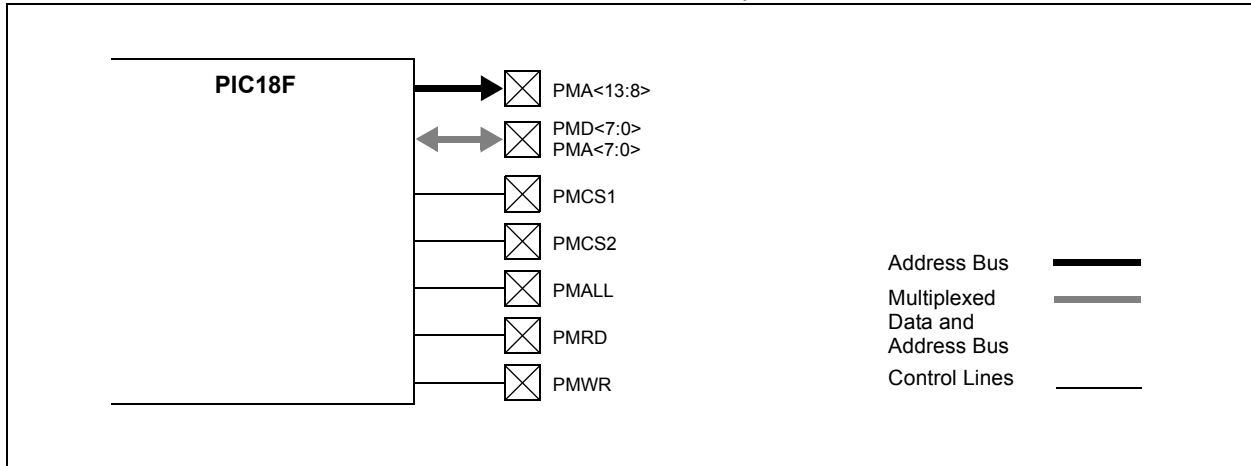 PIC18F
PMA<13:8>
PMD<7:0>
PMA<7:0>
PMCS1
PMCS2
PMALL
PMRD
PMWR
Address Bus
Multiplexed
Data and
Address Bus
Control Lines